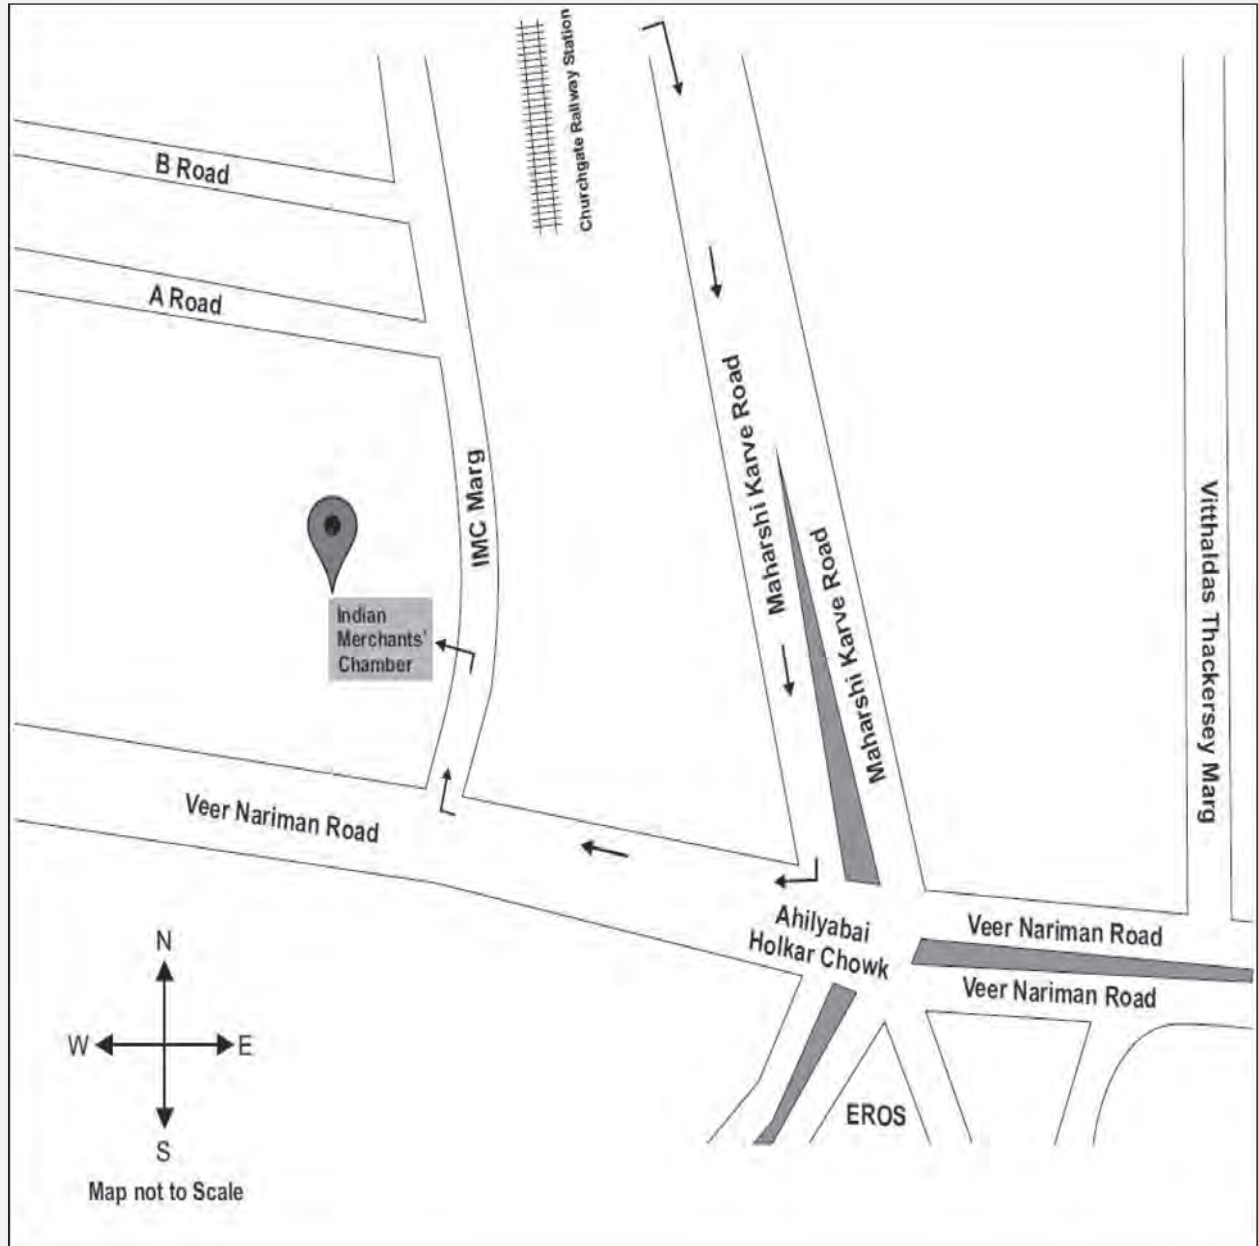 Churchgate Railway Station
B Road
A Road
Maharshi Karve Road
IMC Marg
Maharshi Karve Road
Vitthaldas Thackersey Marg
Indian
Merchants'
Chamber
Veer Nariman Road
Ahilyabai
Holkar Chowk
Veer Nariman Road
Veer Nariman Road
N
W
E
S
EROS
Map not to Scale